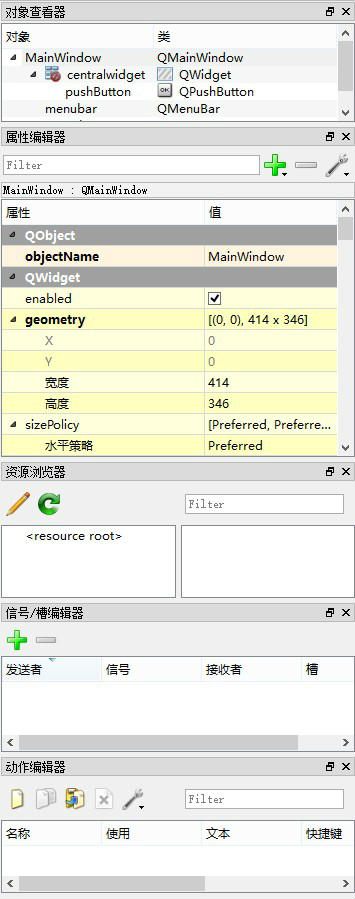 对象查看器
对象 类
MainWindow QMainWindow
centralwidget QWidget
pushButton OK QPushButton
menubar QMenuBar
属性编辑器
Filter
MainWindow : QMainWindow
属性 值
QObject
objectName MainWindow
QWidget
enabled
geometry [(0, 0), 414 x 346]
X 0
Y 0
宽度 414
高度 346
sizePolicy [Preferred, Preferre...
水平策略 Preferred
资源浏览器
Filter
<resource root>
信号/槽编辑器
发送者 信号 接收者 槽
动作编辑器
Filter
名称 使用 文本 快捷键